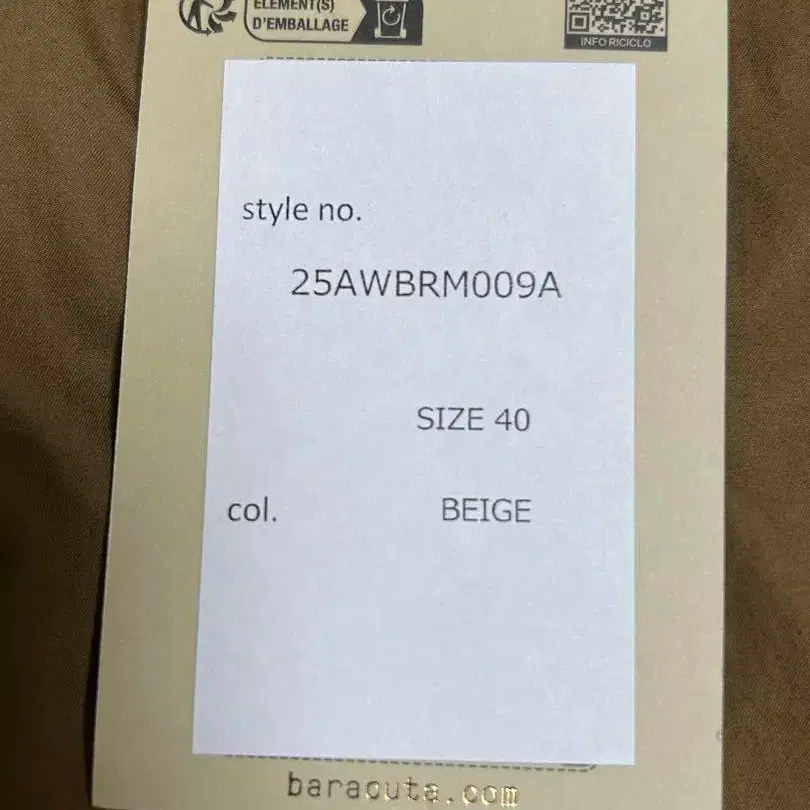 ÉLÉMENT(S)
D'EMBALLAGE
INFO RICICLO
style no.
25AWBRM009A
SIZE 40
col.
BEIGE
baracuta.com